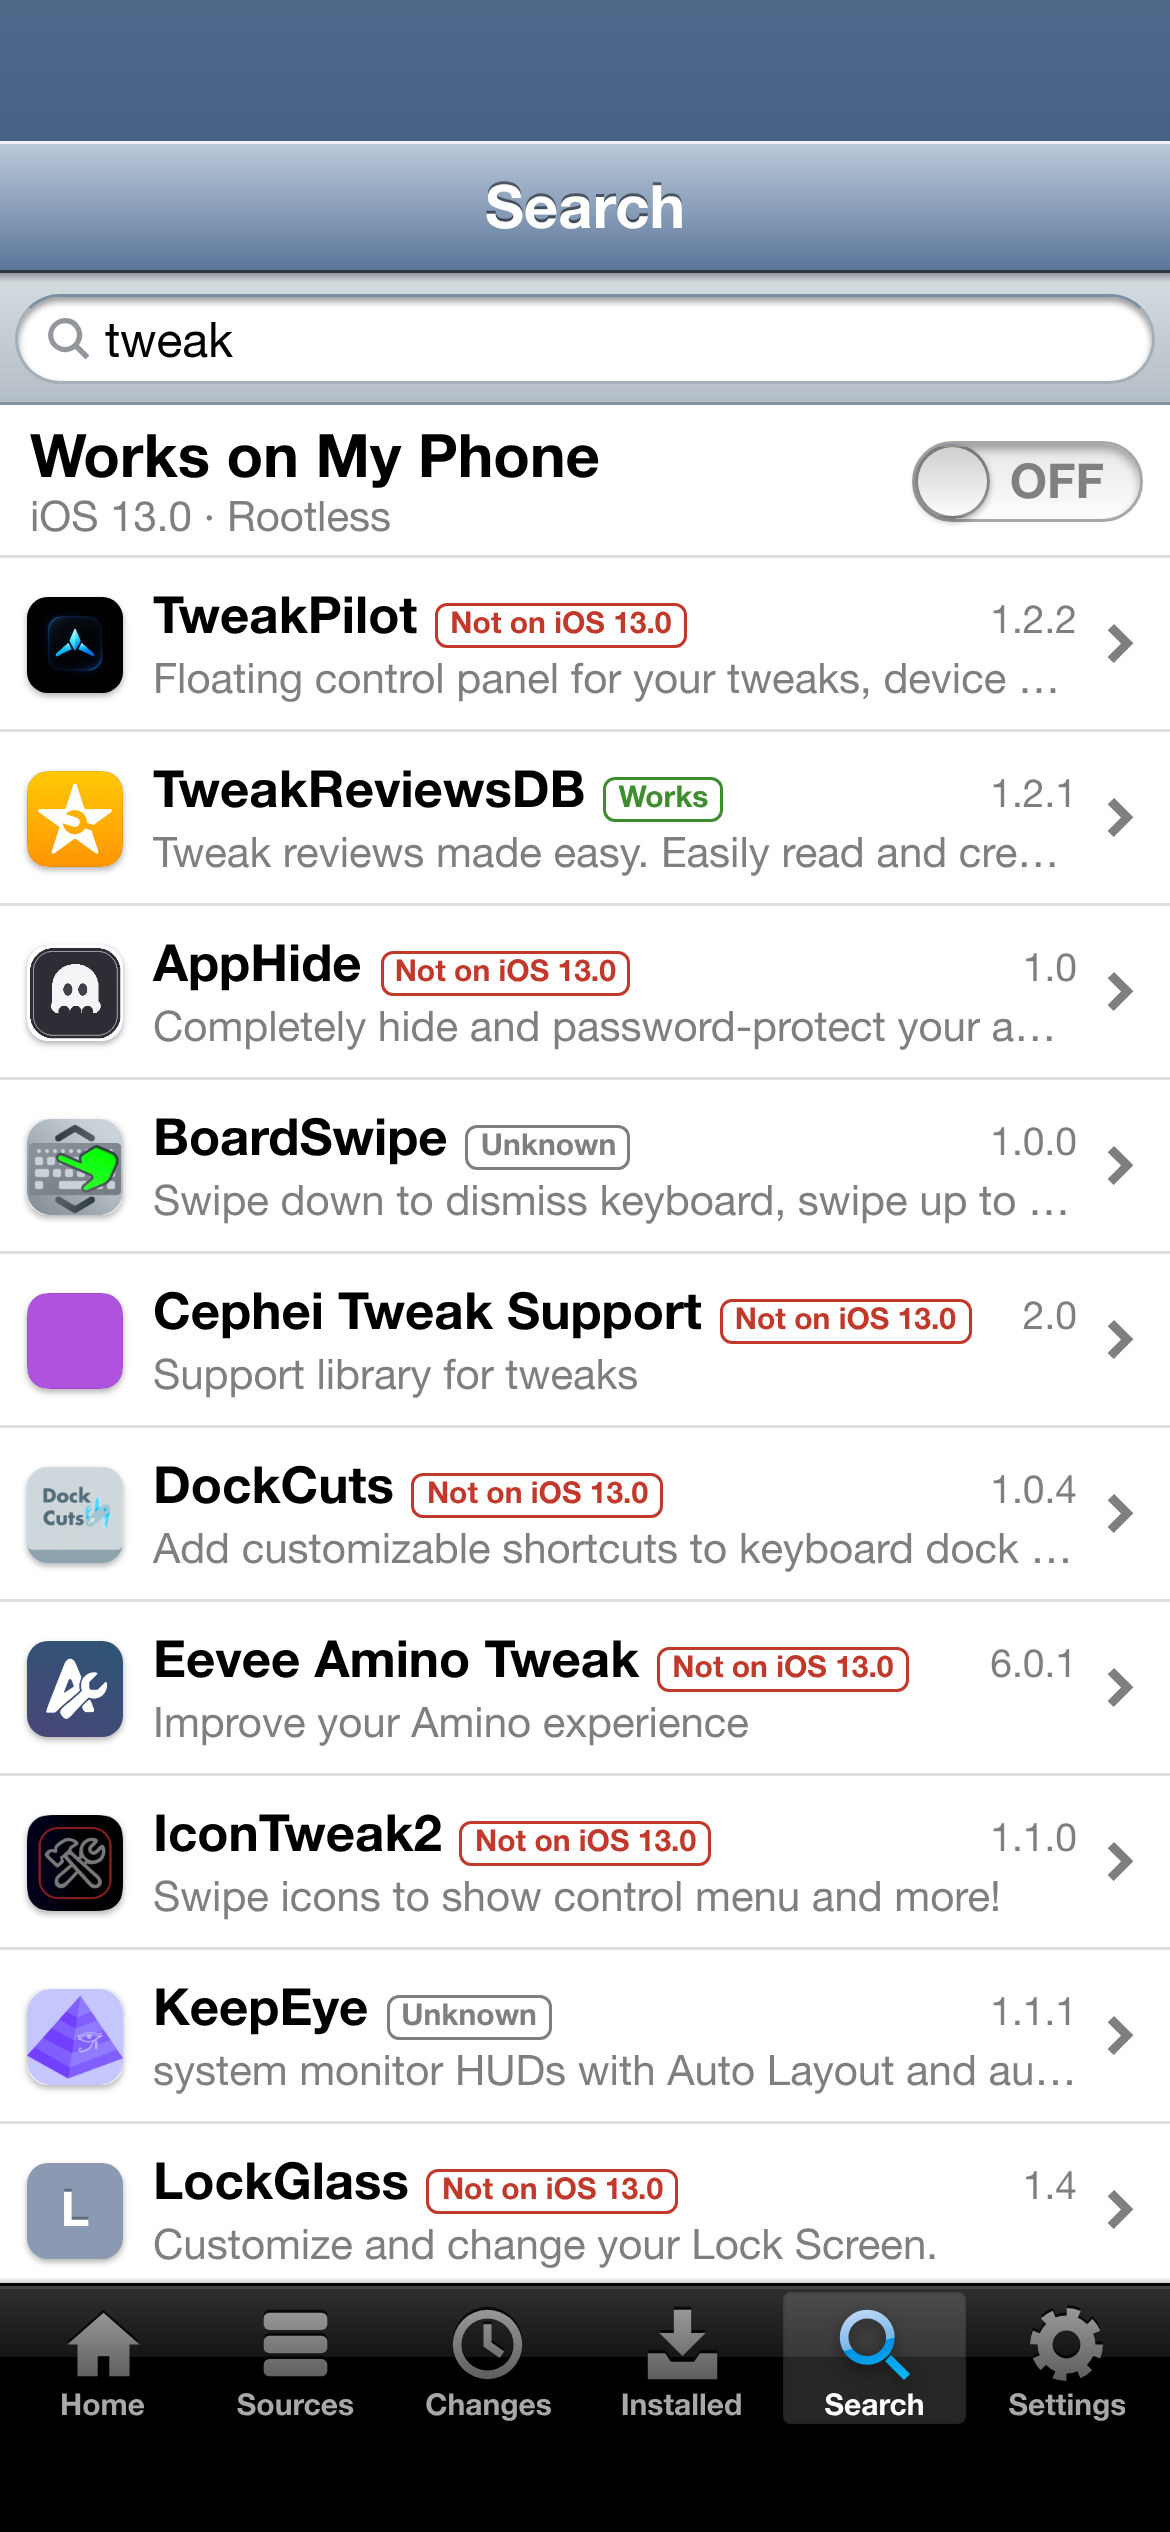 Search
tweak
Works on My Phone
OFF
iOS 13.0 · Rootless
TweakPilot Not on iOS 13.0 1.2.2
Floating control panel for your tweaks, device ...
TweakReviewsDB Works 1.2.1
Tweak reviews made easy. Easily read and cre...
AppHide Not on iOS 13.0 1.0
Completely hide and password-protect your a...
BoardSwipe Unknown 1.0.0
Swipe down to dismiss keyboard, swipe up to ...
Cephei Tweak Support Not on iOS 13.0 2.0
Support library for tweaks
Dock
Cuts
DockCuts Not on iOS 13.0 1.0.4
Add customizable shortcuts to keyboard dock ...
Eevee Amino Tweak Not on iOS 13.0 6.0.1
Improve your Amino experience
IconTweak2 Not on iOS 13.0 1.1.0
Swipe icons to show control menu and more!
KeepEye Unknown 1.1.1
system monitor HUDs with Auto Layout and au...
L
LockGlass Not on iOS 13.0 1.4
Customize and change your Lock Screen.
Home Sources Changes Installed Search Settings